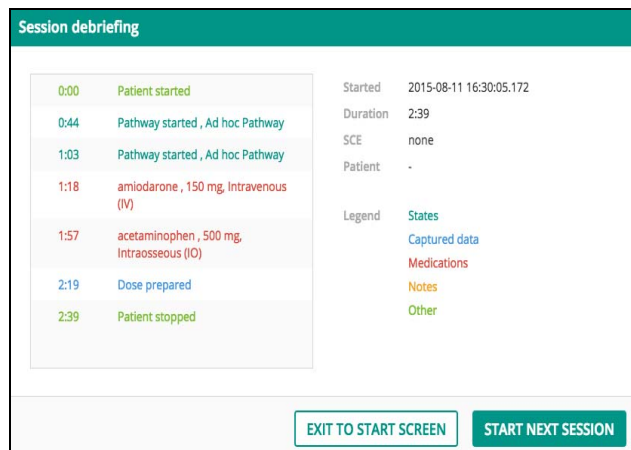 Session debriefing
0:00 Patient started
0:44 Pathway started , Ad hoc Pathway
1:03 Pathway started , Ad hoc Pathway
1:18 amiodarone , 150 mg, Intravenous
(IV)
1:57 acetaminophen , 500 mg,
Intraosseous (IO)
2:19 Dose prepared
2:39 Patient stopped
Started 2015-08-11 16:30:05.172
Duration 2:39
SCE none
Patient -
Legend States
Captured data
Medications
Notes
Other
EXIT TO START SCREEN START NEXT SESSION